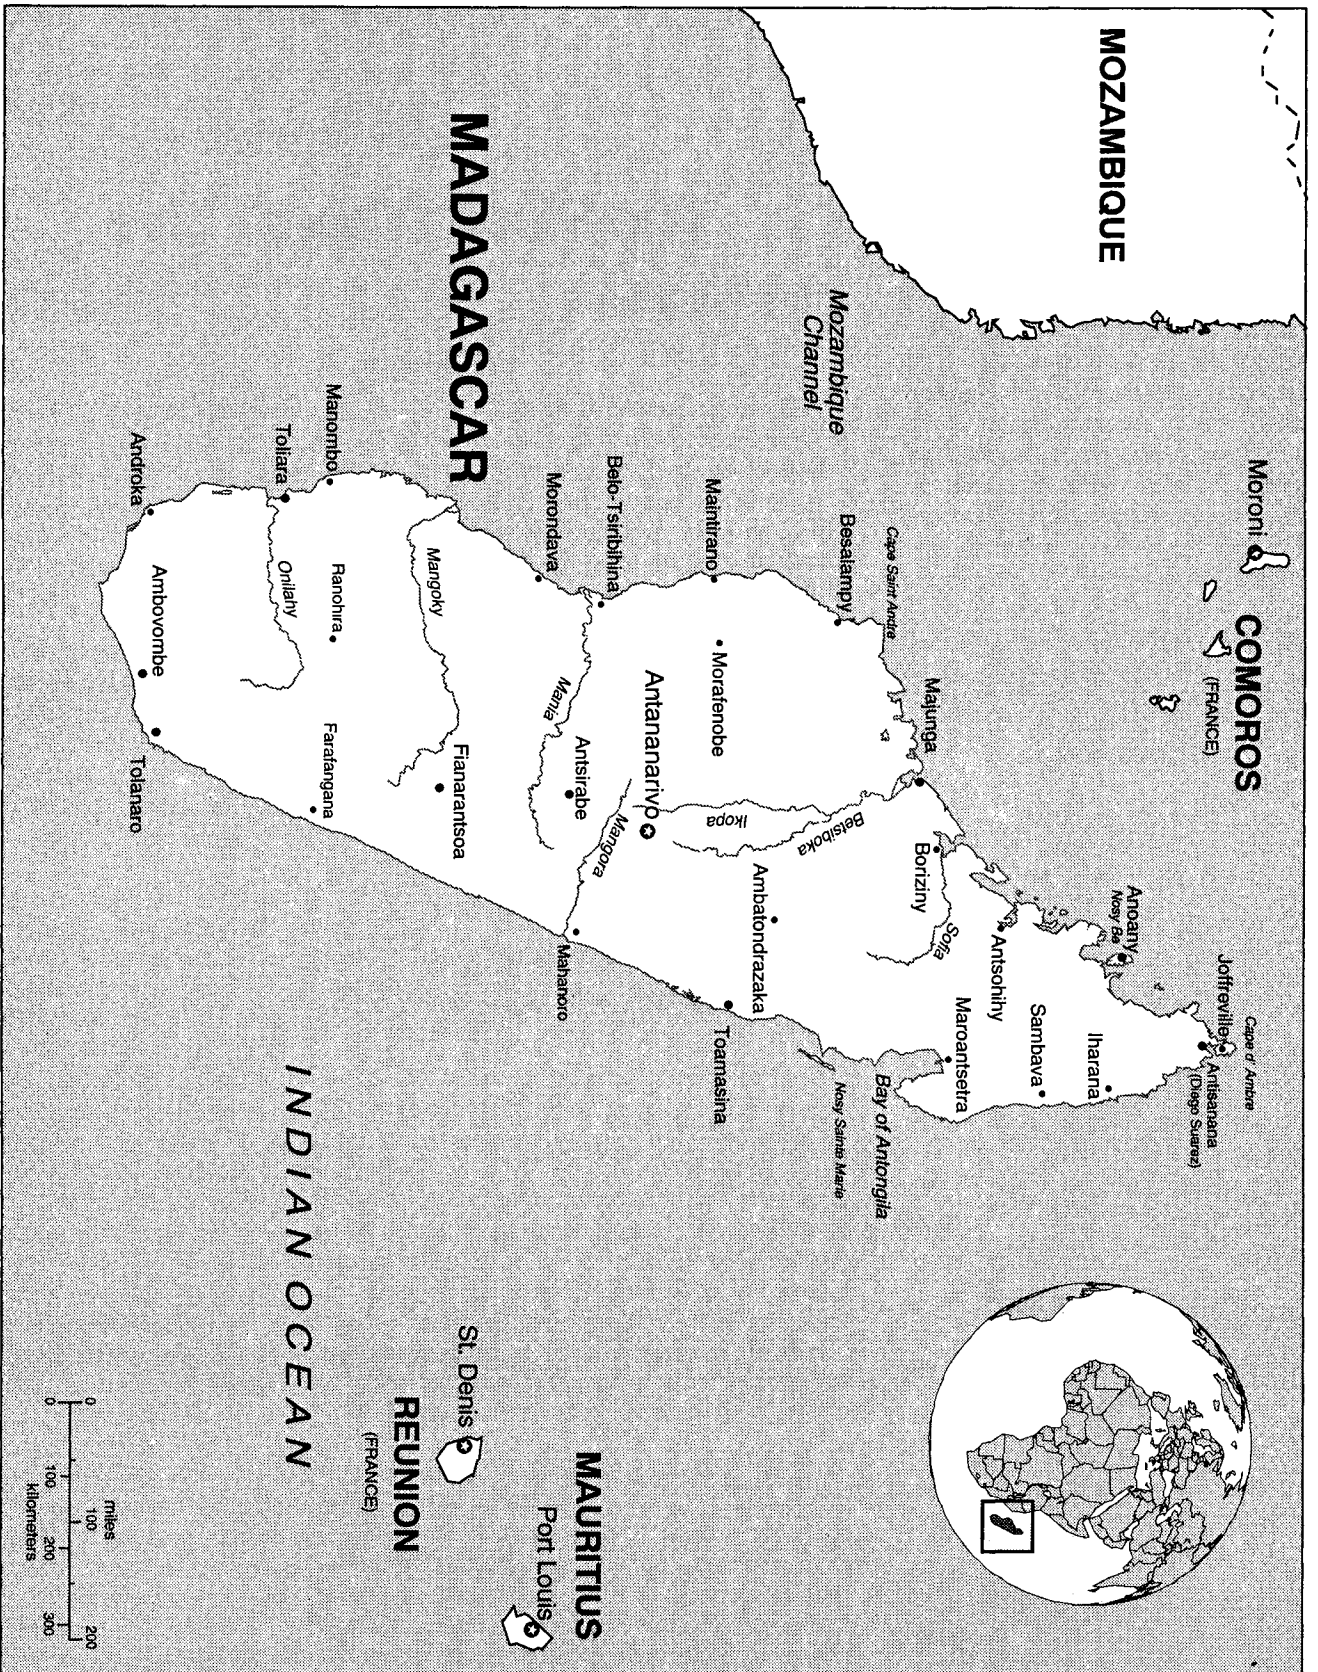 MOZAMBIQUE
Moroni
COMOROS
(FRANCE)
Mozambique
Channel
MADAGASCAR
Cape d' Ambre
Joffreville
Antisanana
(Diego Suarez)
Anoany
Nosy Be
Iharana
Sambava
Antsohihy
Maroantsetra
Majunga
Boriziny
Sofia
Cape Saint Andre
Besalampy
Bay of Antongila
Nosy Sainte Marie
Betsiboka
Ikopa
Ambatondrazaka
Maintirano
Morafenobe
Toamasina
Antananarivo
Belo-Tsiribihina
Mangora
Morondava
Mania
Antsirabe
Mahanoro
Mangoky
Fianarantsoa
Manombo
Ranohira
Farafangana
Toliara
Onilahy
Androka
Ambovombe
Tolanaro
INDIAN OCEAN
MAURITIUS
Port Louis
St. Denis
REUNION
(FRANCE)
miles
0 100 200
0 100 200 300
kilometers